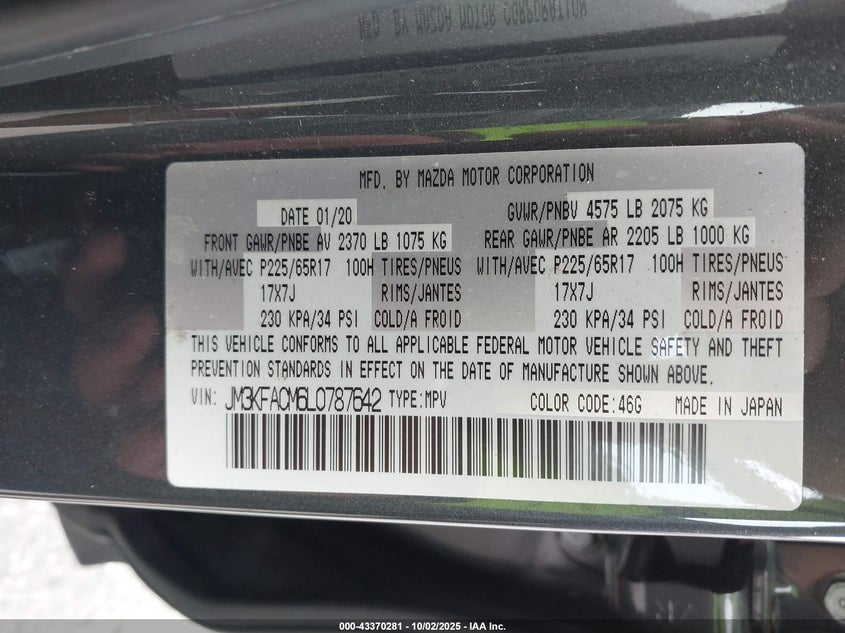 MFD. BY MAZDA MOTOR CORPORATION
DATE 01/20 GVWR/PNBV 4575 LB 2075 KG
FRONT GAWR/PNBE AV 2370 LB 1075 KG REAR GAWR/PNBE AR 2205 LB 1000 KG
WITH/AVEC P225/65R17 100H TIRES/PNEUS WITH/AVEC P225/65R17 100H TIRES/PNEUS
17X7J RIMS/JANTES 17X7J RIMS/JANTES
230 KPA/34 PSI COLD/A FROID 230 KPA/34 PSI COLD/A FROID
THIS VEHICLE CONFORMS TO ALL APPLICABLE FEDERAL MOTOR VEHICLE SAFETY AND THEFT
PREVENTION STANDARDS IN EFFECT ON THE DATE OF MANUFACTURE SHOWN ABOVE.
VIN: JM3KFACM6L0787642 TYPE:MPV COLOR CODE:46G MADE IN JAPAN
000-43370281 - 10/02/2025 - IAA Inc.